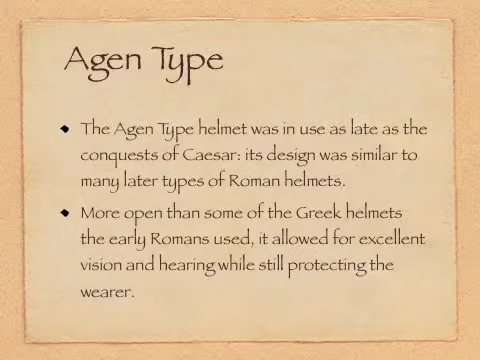 Agen Type
The Agen Type helmet was in use as late as the
conquests of Caesar: its design was similar to
many later types of Roman helmets.
More open than some of the Greek helmets
the early Romans used, it allowed for excellent
vision and hearing while still protecting the
wearer.